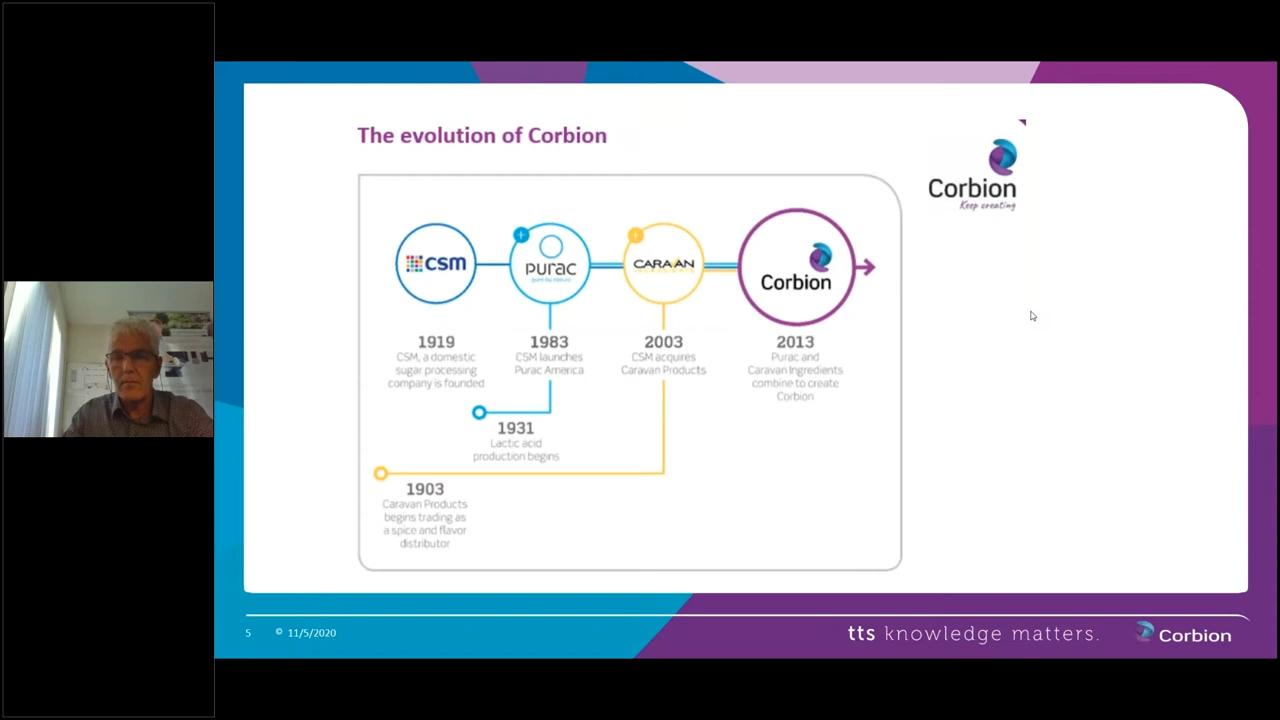 The evolution of Corbion
Corbion
Keep creating
csm
purac
CARAVAN
Corbion
1919
CSM, a domestic
sugar processing
company is founded
1983
CSM launches
Purac America
2003
CSM acquires
Caravan Products
2013
Purac and
Caravan Ingredients
combine to create
Corbion
1931
Lactic acid
production begins
1903
Caravan Products
begins trading as
a spice and flavor
distributor
5 © 11/5/2020
tts knowledge matters.
Corbion